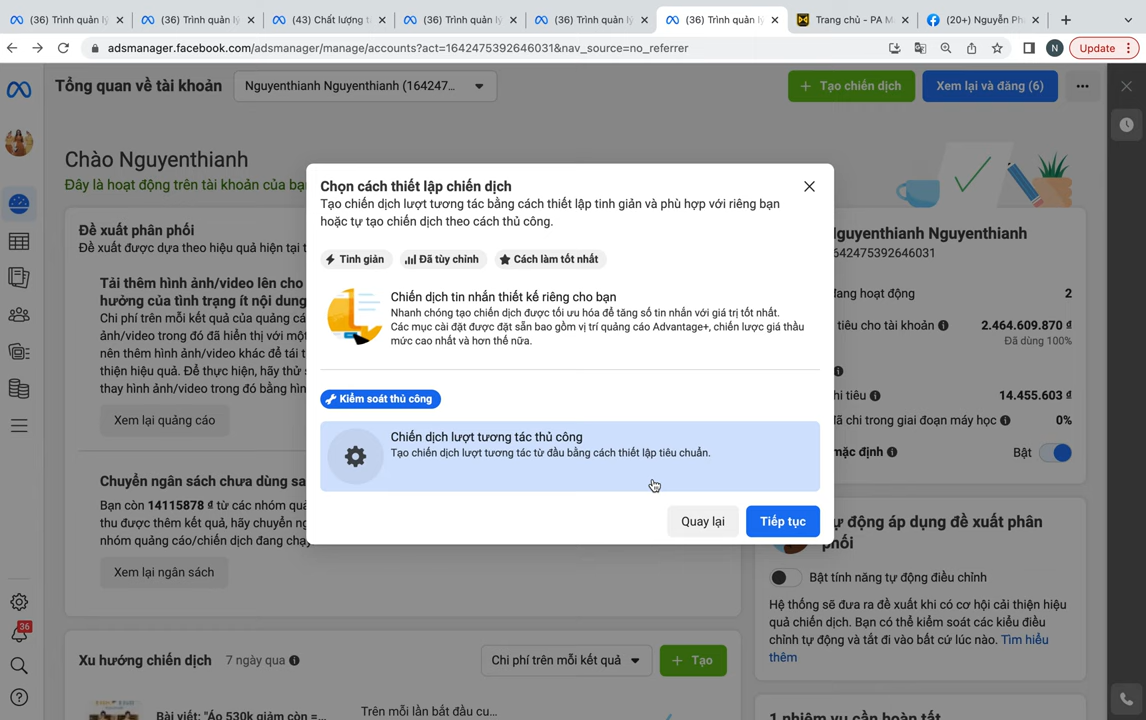 (36) Trình quản lý
(36) Trình quản lý
(43) Chất lượng t
(36) Trình quản lý
(36) Trình quản lý
(36) Trình quản lý
Trang chủ - PA M
(20+) Nguyễn Ph
adsmanager.facebook.com/adsmanager/manage/accounts?act=1642475392646031&nav_source=no_referrer
N
Update
Tổng quan về tài khoản
Nguyenthianh Nguyenthianh (164247...
+ Tạo chiến dịch
Xem lại và đăng (6)
Chào Nguyenthianh
Đây là hoạt động trên tài khoản của bạ
Đề xuất phân phối
Đề xuất được dựa theo hiệu quả hiện tại t
Tải thêm hình ảnh/video lên cho
hưởng của tình trạng ít nội dung
Chi phí trên mỗi kết quả của quảng cá
ảnh/video trong đó đã hiển thị với một
nên thêm hình ảnh/video khác để tái t
thiện hiệu quả. Để thực hiện, hãy thử s
thay hình ảnh/video trong đó bằng hìn
Xem lại quảng cáo
Chuyển ngân sách chưa dùng sa
Bạn còn 14115878 ₫ từ các nhóm quả
thu được thêm kết quả, hãy chuyển ng
nhóm quảng cáo/chiến dịch đang chạy
Xem lại ngân sách
Xu hướng chiến dịch
7 ngày qua
Chi phí trên mỗi kết quả
+ Tạo
Bài viết: "Áo 530k giảm còn =...
Trên mỗi lần bắt đầu cu...
36
Chọn cách thiết lập chiến dịch
Tạo chiến dịch lượt tương tác bằng cách thiết lập tinh giản và phù hợp với riêng bạn
hoặc tự tạo chiến dịch theo cách thủ công.
Tinh giản
Đã tùy chỉnh
Cách làm tốt nhất
Chiến dịch tin nhắn thiết kế riêng cho bạn
Nhanh chóng tạo chiến dịch được tối ưu hóa để tăng số tin nhắn với giá trị tốt nhất.
Các mục cài đặt được đặt sẵn bao gồm vị trí quảng cáo Advantage+, chiến lược giá thầu
mức cao nhất và hơn thế nữa.
Kiểm soát thủ công
Chiến dịch lượt tương tác thủ công
Tạo chiến dịch lượt tương tác từ đầu bằng cách thiết lập tiêu chuẩn.
Quay lại
Tiếp tục
guyenthianh Nguyenthianh
642475392646031
ang hoạt động
2
tiêu cho tài khoản
2.464.609.870 ₫
Đã dùng 100%
hi tiêu
14.455.603 ₫
ã chi trong giai đoạn máy học
0%
mặc định
Bật
ự động áp dụng đề xuất phân
phối
Bật tính năng tự động điều chỉnh
Hệ thống sẽ đưa ra đề xuất khi có cơ hội cải thiện hiệu
quả chiến dịch. Bạn có thể kiểm soát các kiểu điều
chỉnh tự động và tắt đi vào bất cứ lúc nào. Tìm hiểu
thêm
1 nhiệm vụ cần hoàn tất